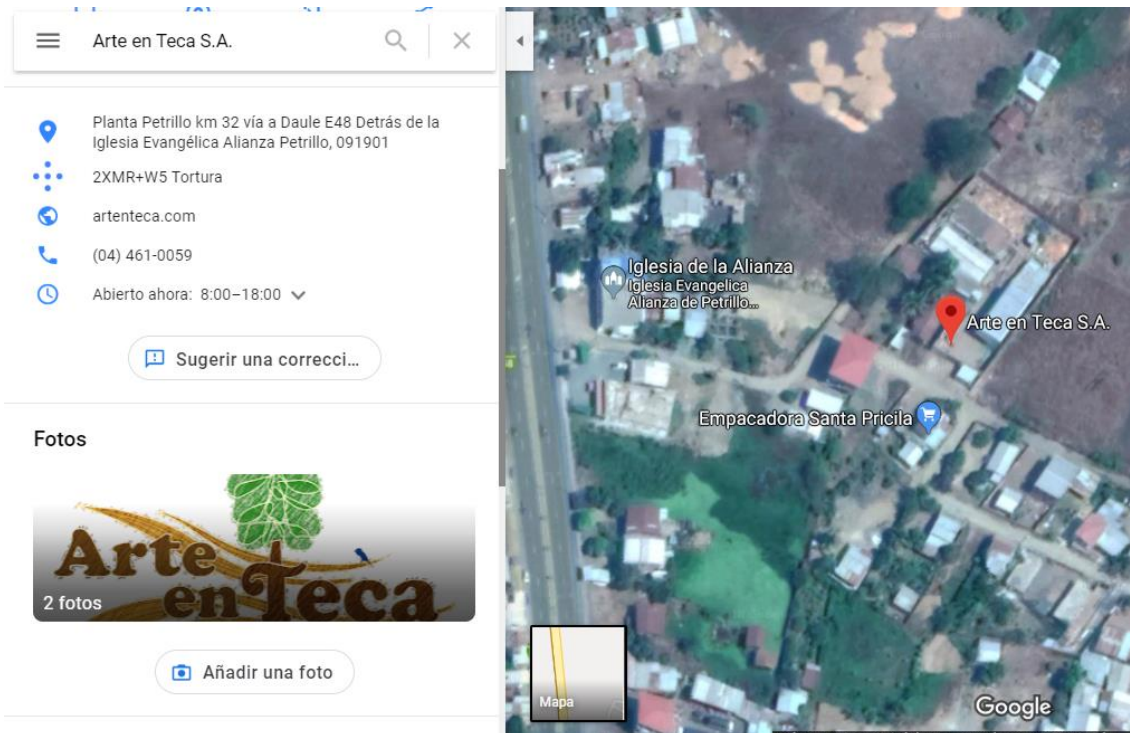 Arte en Teca S.A.
Planta Petrillo km 32 vía a Daule E48 Detrás de la
Iglesia Evangélica Alianza Petrillo, 091901
2XMR+W5 Tortura
artenteca.com
(04) 461-0059
Abierto ahora: 8:00–18:00
Sugerir una correcci...
Fotos
Arte
en Teca
2 fotos
Añadir una foto
Iglesia de la Alianza
Iglesia Evangelica
Alianza de Petrillo...
Arte en Teca S.A.
Empacadora Santa Pricila
Mapa
Google